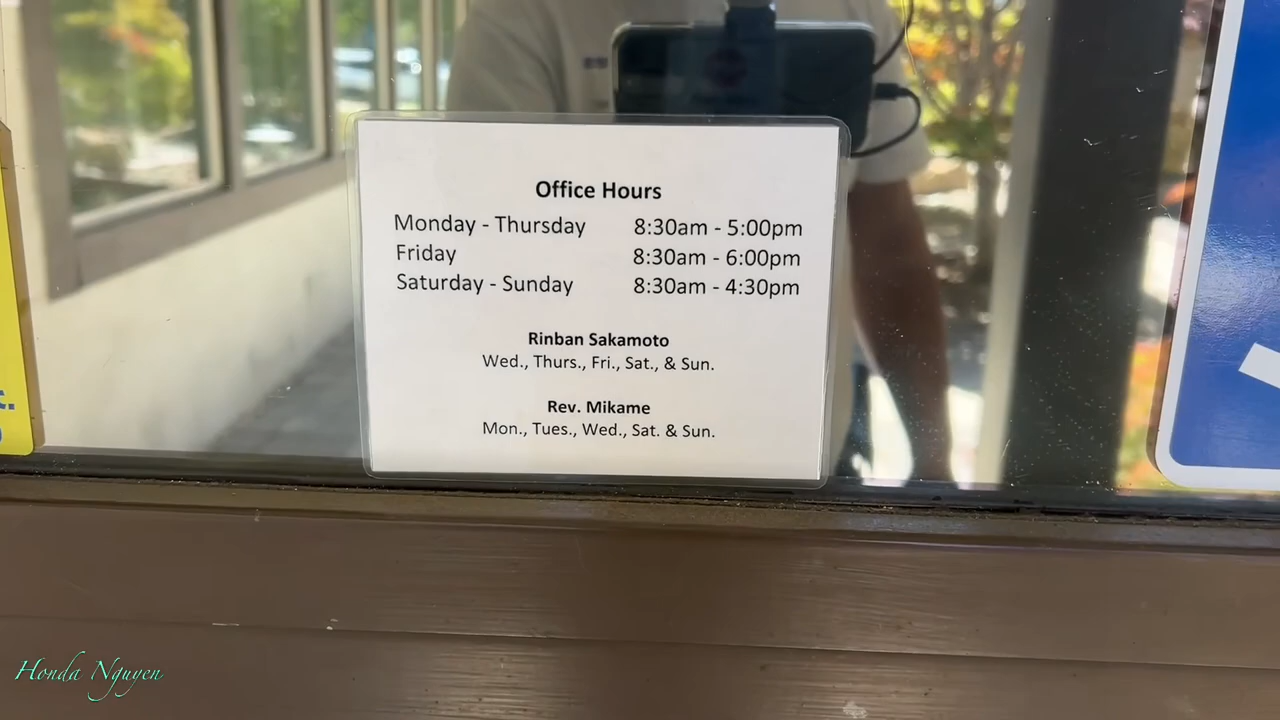 Office Hours
Monday - Thursday 8:30am - 5:00pm
Friday 8:30am - 6:00pm
Saturday - Sunday 8:30am - 4:30pm
Rinban Sakamoto
Wed., Thurs., Fri., Sat., & Sun.
Rev. Mikame
Mon., Tues., Wed., Sat. & Sun.
Honda Nguyen